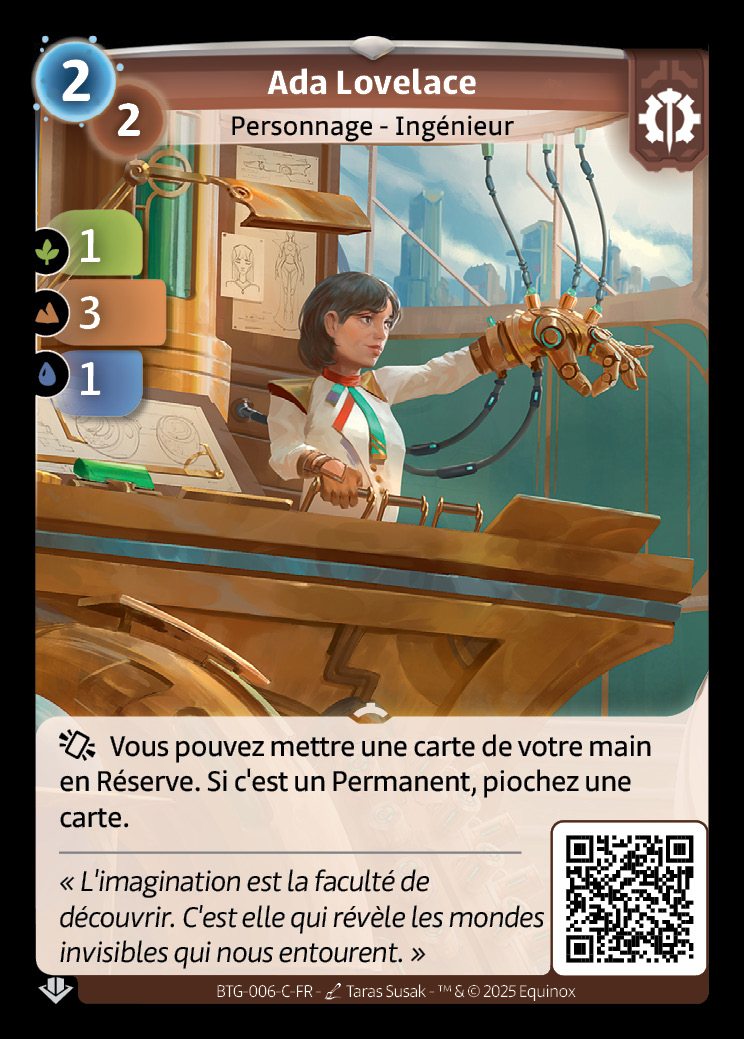 2
Ada Lovelace
2
Personnage - Ingénieur
1
3
1
Vous pouvez mettre une carte de votre main
en Réserve. Si c'est un Permanent, piochez une
carte.
« L'imagination est la faculté de
découvrir. C'est elle qui révèle les mondes
invisibles qui nous entourent. »
BTG-006-C-FR - Taras Susak - ™ & © 2025 Equinox